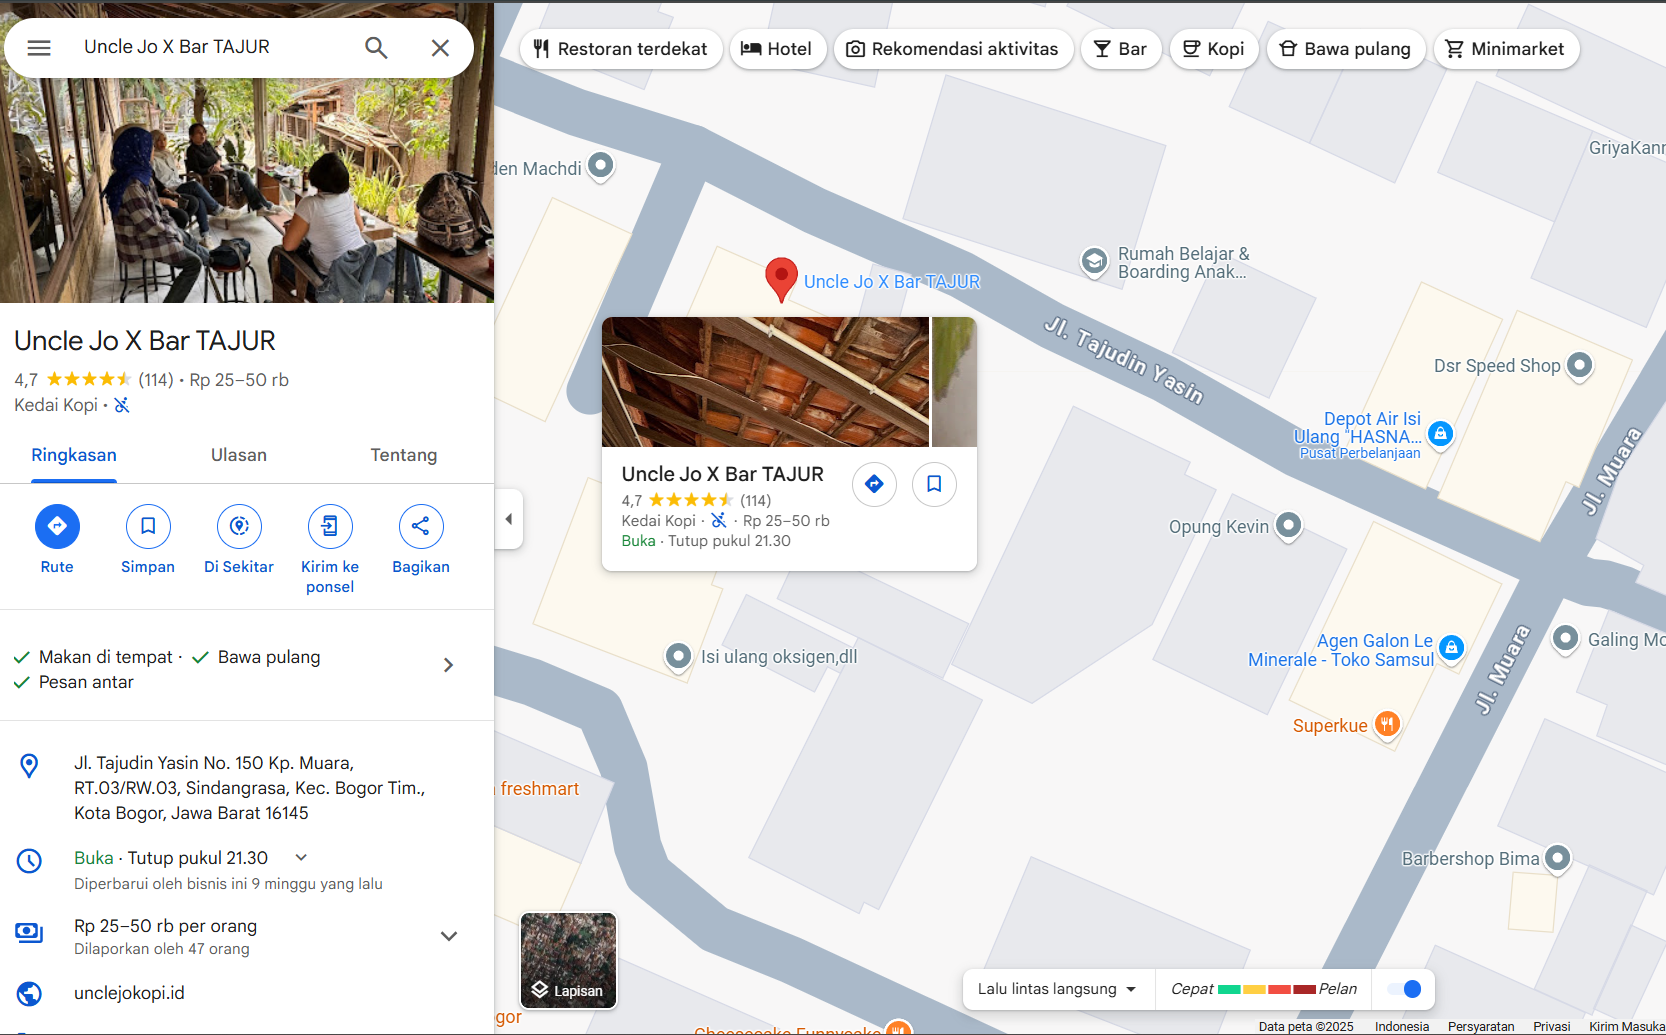 Uncle Jo X Bar TAJUR
Restoran terdekat
Hotel
Rekomendasi aktivitas
Bar
Kopi
Bawa pulang
Minimarket
Uncle Jo X Bar TAJUR
4,7 (114) · Rp 25–50 rb
Kedai Kopi ·
Ringkasan
Ulasan
Tentang
Rute
Simpan
Di Sekitar
Kirim ke
ponsel
Bagikan
Makan di tempat ·
Bawa pulang
Pesan antar
Jl. Tajudin Yasin No. 150 Kp. Muara,
RT.03/RW.03, Sindangrasa, Kec. Bogor Tim.,
Kota Bogor, Jawa Barat 16145
Buka · Tutup pukul 21.30
Diperbarui oleh bisnis ini 9 minggu yang lalu
Rp 25–50 rb per orang
Dilaporkan oleh 47 orang
unclejokopi.id
den Machdi
GriyaKann
Uncle Jo X Bar TAJUR
Rumah Belajar &
Boarding Anak...
Jl. Tajudin Yasin
Dsr Speed Shop
Depot Air Isi
Ulang "HASNA...
Pusat Perbelanjaan
Jl. Muara
Uncle Jo X Bar TAJUR
4,7 (114)
Kedai Kopi · · Rp 25–50 rb
Buka · Tutup pukul 21.30
Opung Kevin
Isi ulang oksigen,dll
Agen Galon Le
Minerale - Toko Samsul
Galing Mo
Jl. Muara
Superkue
freshmart
Barbershop Bima
Lapisan
gor
Cheesecake Funnycake
Lalu lintas langsung
Cepat
Pelan
Data peta ©2025
Indonesia
Persyaratan
Privasi
Kirim Masuka